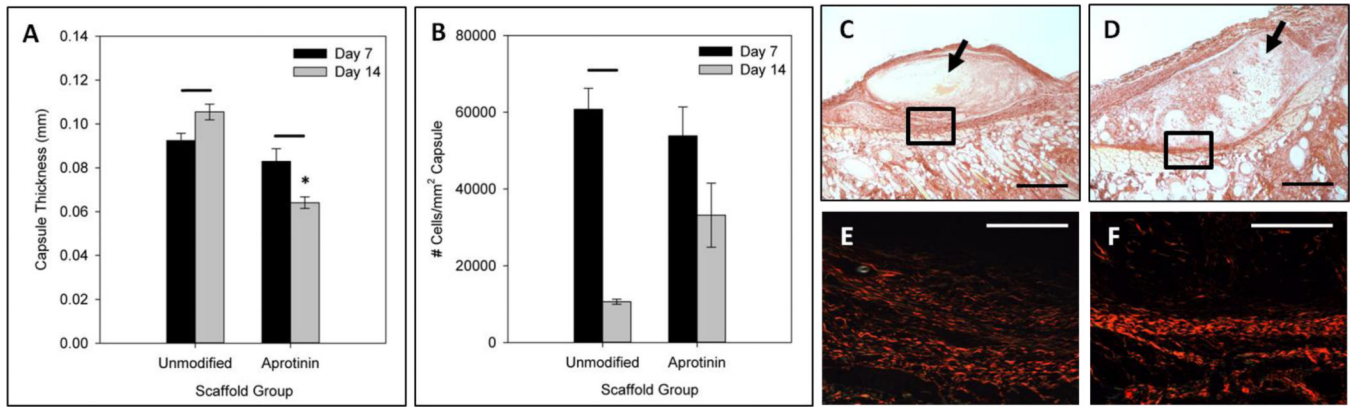 A
Day 7
Day 14
0.14
0.12
0.10
0.08
0.06
0.04
0.02
0.00
Capsule Thickness (mm)
*
Unmodified
Aprotinin
Scaffold Group
B
Day 7
Day 14
80000
60000
40000
20000
0
# Cells/mm² Capsule
Unmodified
Aprotinin
Scaffold Group
C
D
E
F